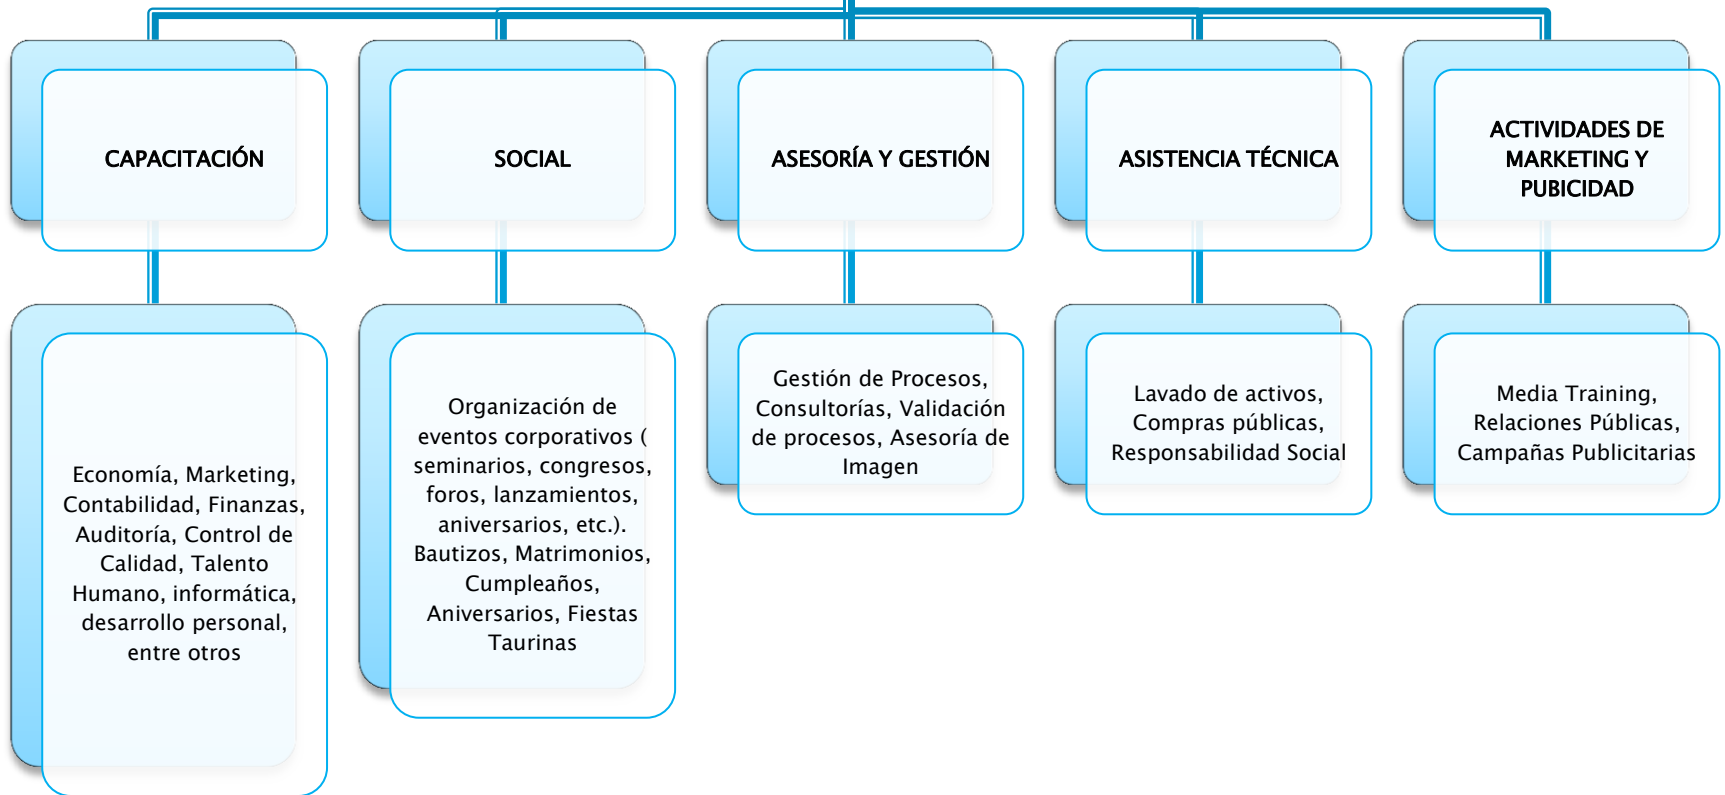 CAPACITACIÓN
SOCIAL
ASESORÍA Y GESTIÓN
ASISTENCIA TÉCNICA
ACTIVIDADES DE
MARKETING Y
PUBICIDAD
Economía, Marketing,
Contabilidad, Finanzas,
Auditoría, Control de
Calidad, Talento
Humano, informática,
desarrollo personal,
entre otros
Organización de
eventos corporativos (
seminarios, congresos,
foros, lanzamientos,
aniversarios, etc.).
Bautizos, Matrimonios,
Cumpleaños,
Aniversarios, Fiestas
Taurinas
Gestión de Procesos,
Consultorías, Validación
de procesos, Asesoría de
Imagen
Lavado de activos,
Compras públicas,
Responsabilidad Social
Media Training,
Relaciones Públicas,
Campañas Publicitarias